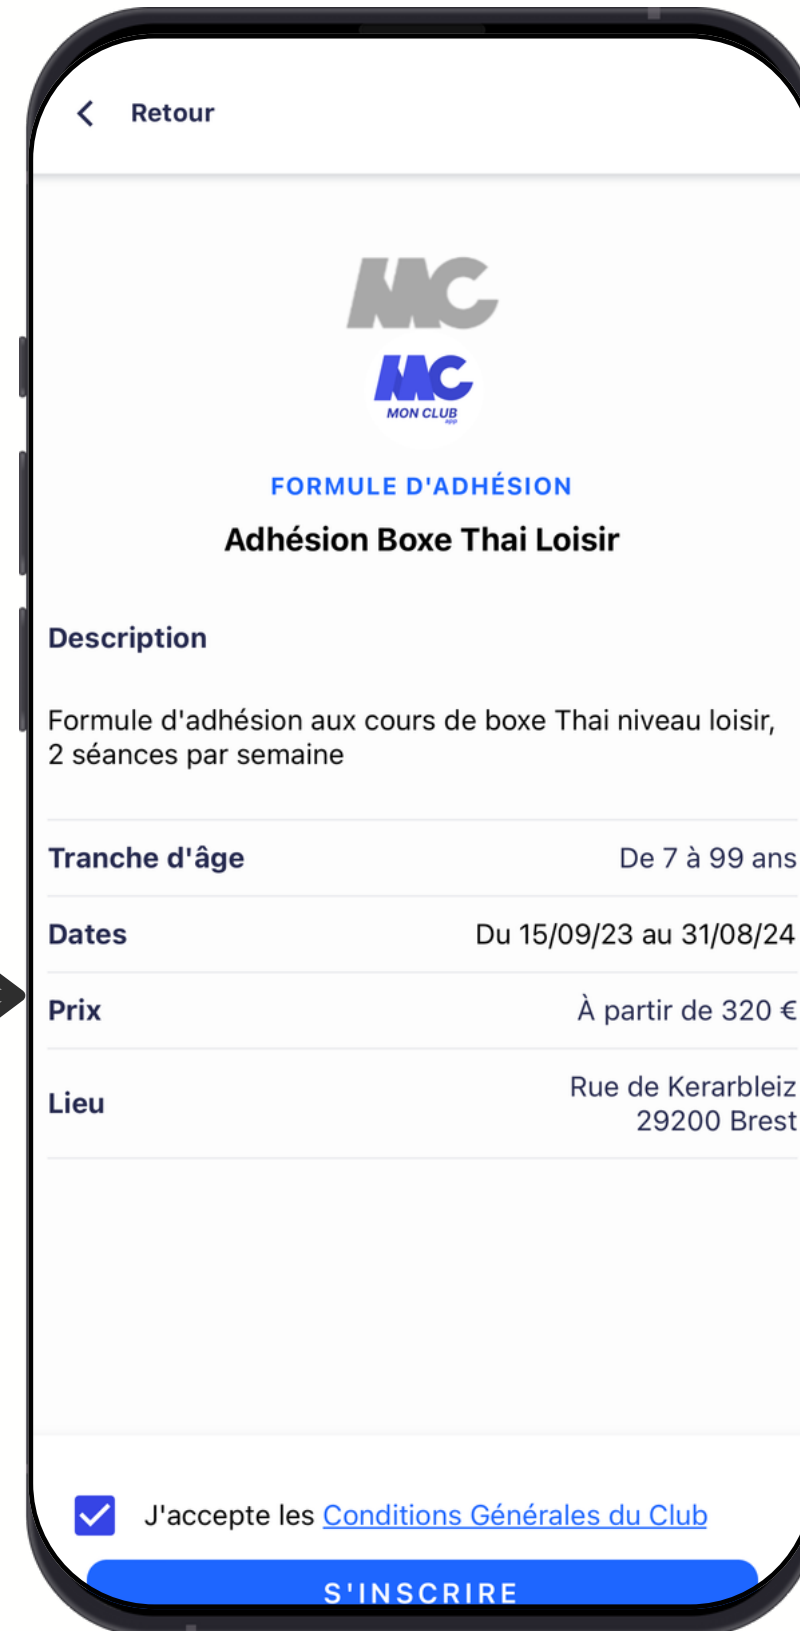 Retour
MC
MC
MON CLUB
app
FORMULE D'ADHÉSION
Adhésion Boxe Thai Loisir
Description
Formule d'adhésion aux cours de boxe Thai niveau loisir,
2 séances par semaine
Tranche d'âge De 7 à 99 ans
Dates Du 15/09/23 au 31/08/24
Prix À partir de 320 €
Lieu Rue de Kerarbleiz
29200 Brest
J'accepte les Conditions Générales du Club
S'INSCRIRE